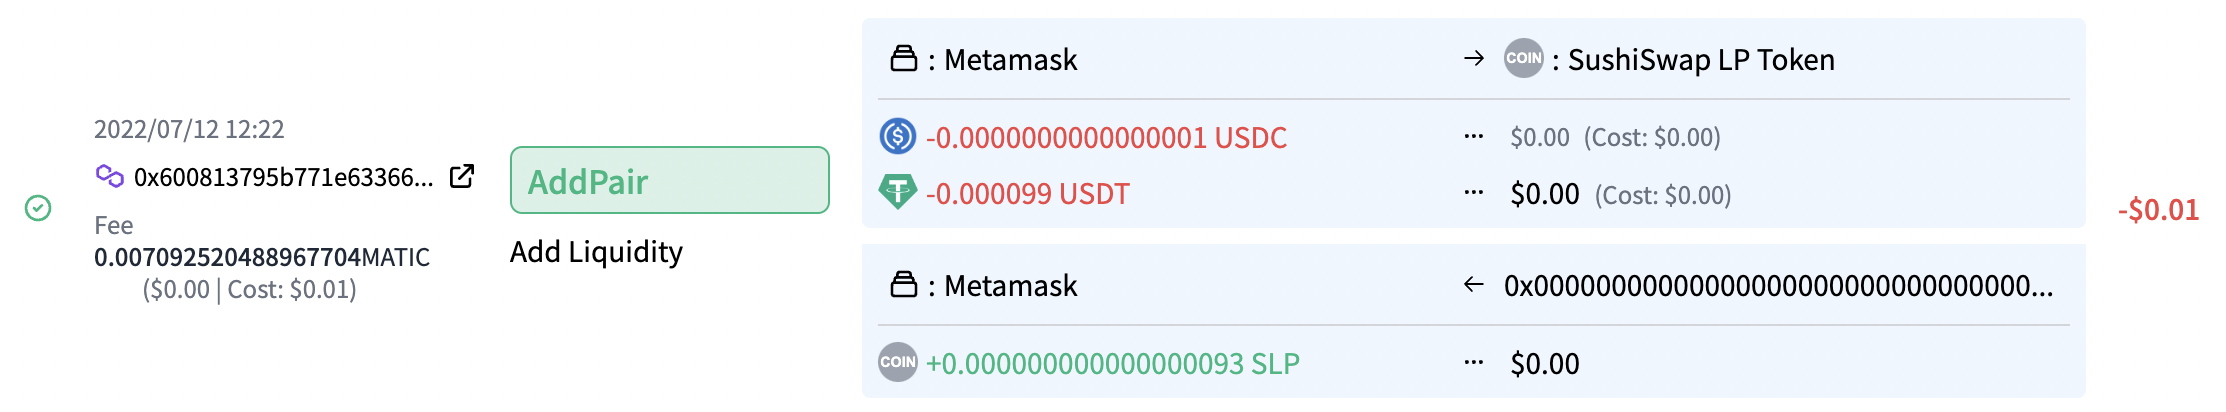 2022/07/12 12:22
0x600813795b771e63366...
Fee
0.007092520488967704MATIC
($0.00 | Cost: $0.01)
AddPair
Add Liquidity
: Metamask → COIN : SushiSwap LP Token
-0.0000000000000001 USDC ... $0.00 (Cost: $0.00)
-0.000099 USDT ... $0.00 (Cost: $0.00)
: Metamask ← 0x00000000000000000000000000000000...
COIN +0.000000000000000093 SLP ... $0.00
-$0.01